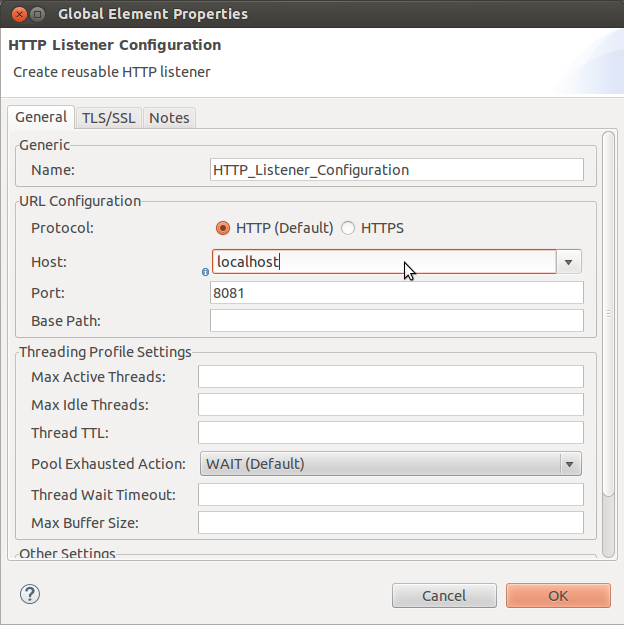 Global Element Properties
HTTP Listener Configuration
Create reusable HTTP listener
General TLS/SSL Notes
Generic
Name: HTTP_Listener_Configuration
URL Configuration
Protocol: HTTP (Default) HTTPS
Host: localhost
Port: 8081
Base Path:
Threading Profile Settings
Max Active Threads:
Max Idle Threads:
Thread TTL:
Pool Exhausted Action: WAIT (Default)
Thread Wait Timeout:
Max Buffer Size:
Other Settings
? Cancel OK